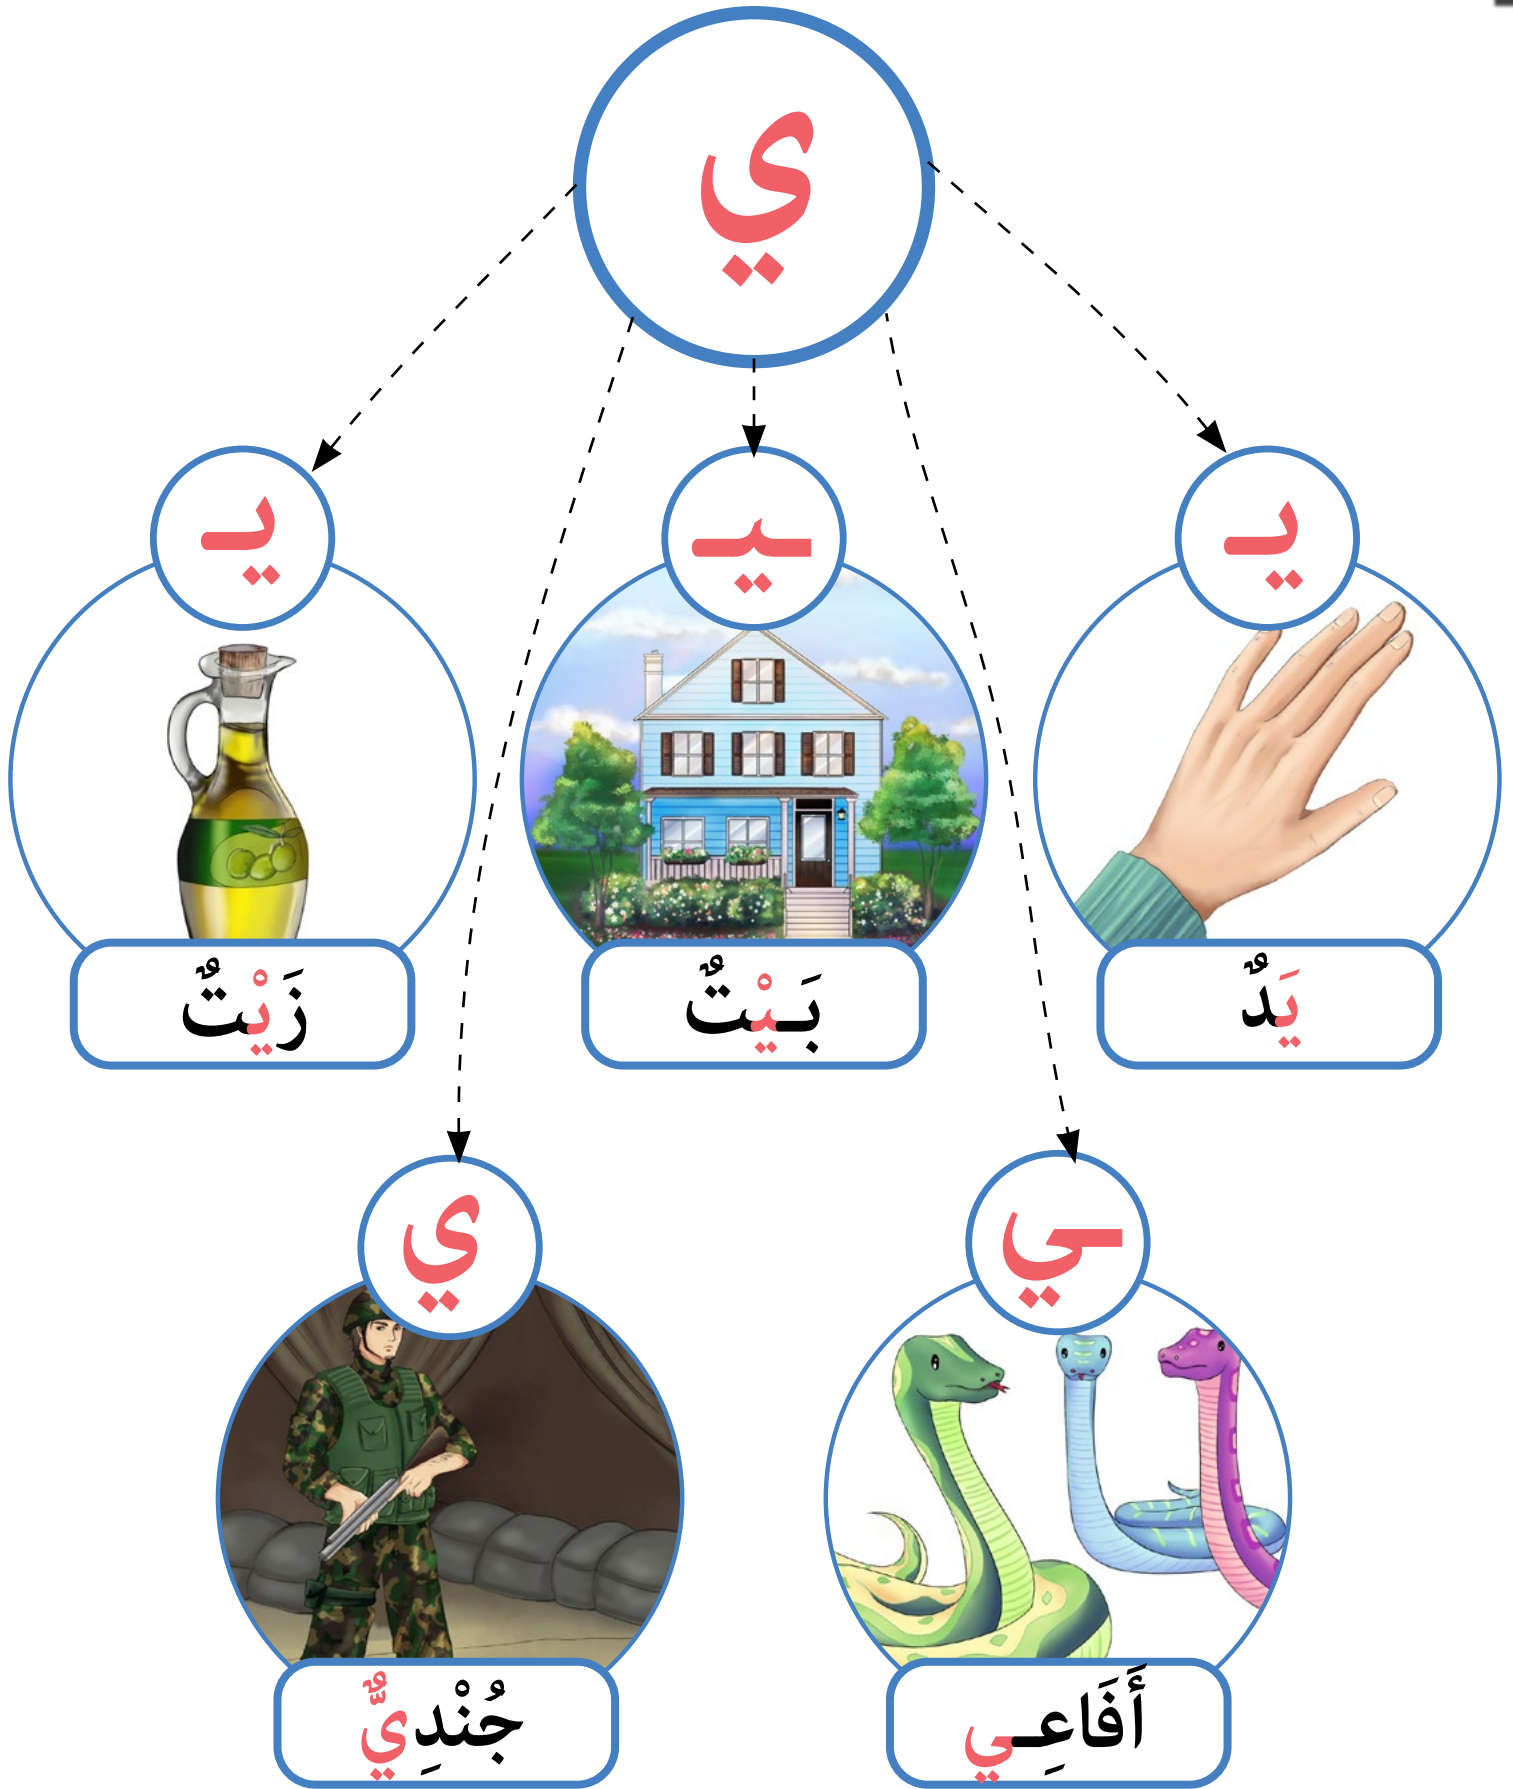 ي
يـ
ـيـ
يـ
يَدٌ
بَـيْتٌ
زَيْتٌ
ـي
ي
أَفَاعِـي
جُنْدِيٌّ